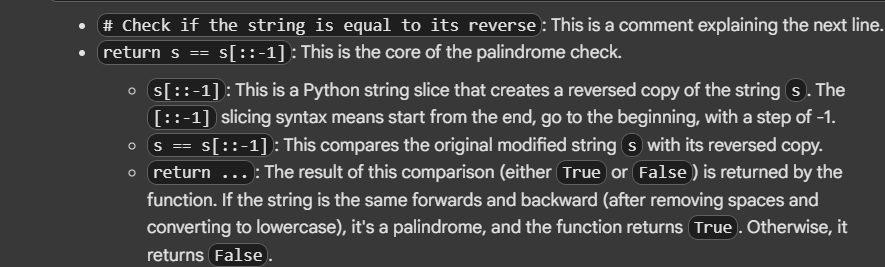 # Check if the string is equal to its reverse: This is a comment explaining the next line.
return s == s[::-1]: This is the core of the palindrome check.
s[::-1]: This is a Python string slice that creates a reversed copy of the string s. The
[::-1] slicing syntax means start from the end, go to the beginning, with a step of -1.
s == s[::-1]: This compares the original modified string s with its reversed copy.
return ...: The result of this comparison (either True or False) is returned by the
function. If the string is the same forwards and backward (after removing spaces and
converting to lowercase), it's a palindrome, and the function returns True. Otherwise, it
returns False.